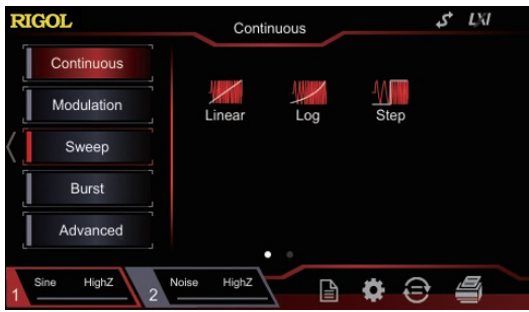 RIGOL
Continuous
LXI
Continuous
Modulation
Sweep
Burst
Advanced
Linear Log Step
1 Sine HighZ
2 Noise HighZ